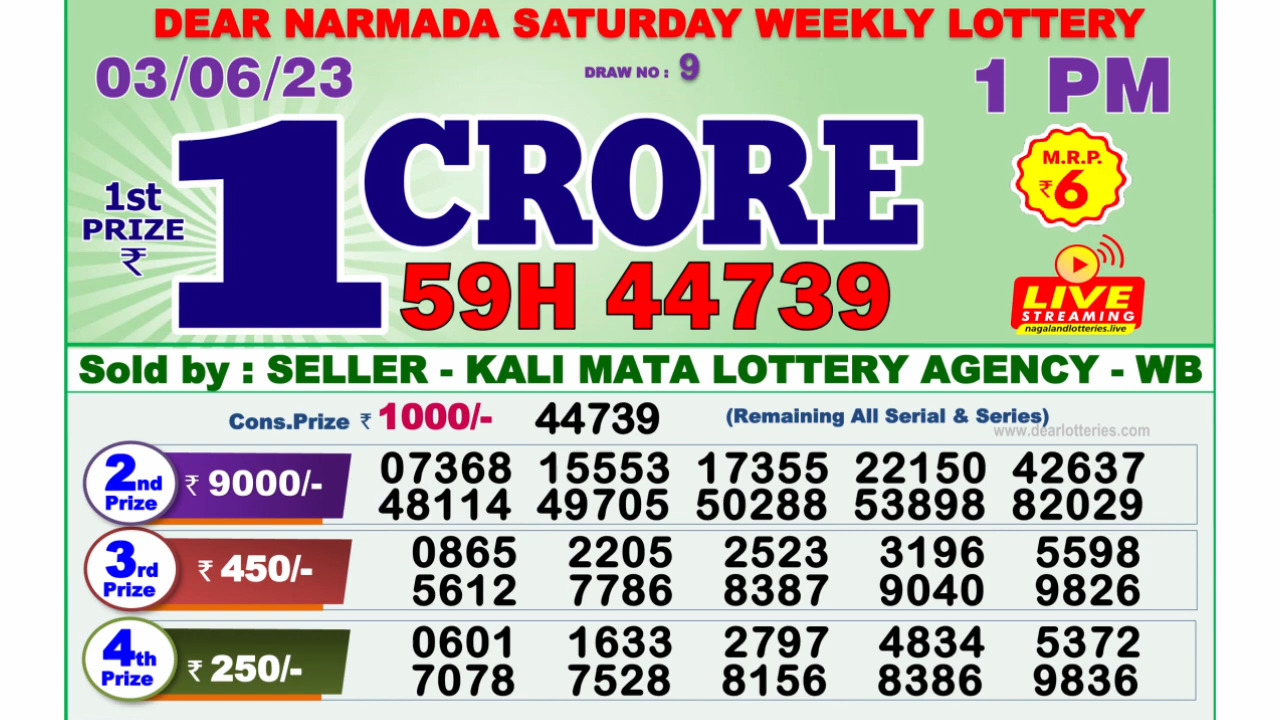 DEAR NARMADA SATURDAY WEEKLY LOTTERY
03/06/23 DRAW NO : 9 1 PM
1st PRIZE ₹ 1 CRORE
59H 44739
M.R.P.
₹6
LIVE
STREAMING
nagalandlotteries.live
Sold by : SELLER - KALI MATA LOTTERY AGENCY - WB
Cons.Prize ₹ 1000/- 44739 (Remaining All Serial & Series)
www.dearlotteries.com
2nd Prize ₹ 9000/-
07368 15553 17355 22150 42637
48114 49705 50288 53898 82029
3rd Prize ₹ 450/-
0865 2205 2523 3196 5598
5612 7786 8387 9040 9826
4th Prize ₹ 250/-
0601 1633 2797 4834 5372
7078 7528 8156 8386 9836